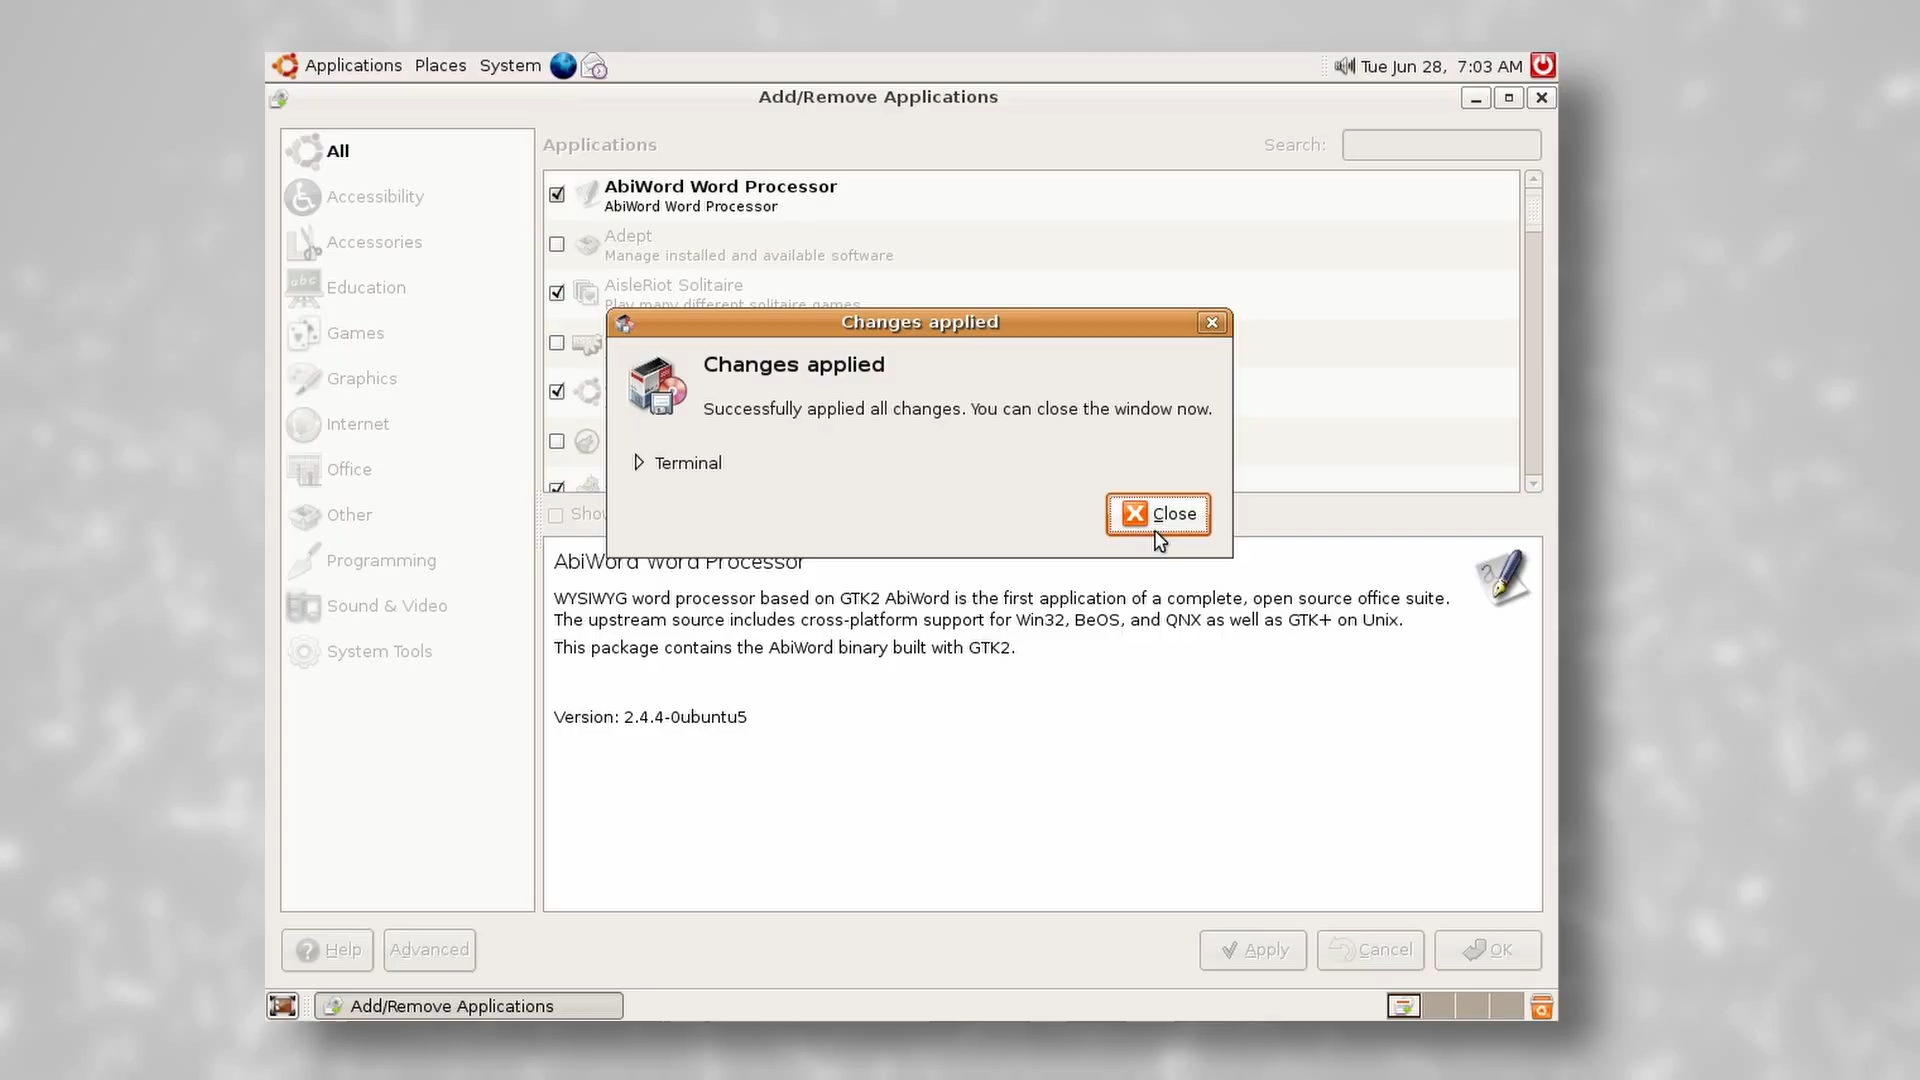 Applications Places System
Tue Jun 28, 7:03 AM
Add/Remove Applications
All
Accessibility
Accessories
Education
Games
Graphics
Internet
Office
Other
Programming
Sound & Video
System Tools
Applications
Search:
AbiWord Word Processor
AbiWord Word Processor
Adept
Manage installed and available software
AisleRiot Solitaire
Play many different solitaire games
Changes applied
Changes applied
Successfully applied all changes. You can close the window now.
Terminal
Close
Show
AbiWord Word Processor
WYSIWYG word processor based on GTK2 AbiWord is the first application of a complete, open source office suite.
The upstream source includes cross-platform support for Win32, BeOS, and QNX as well as GTK+ on Unix.
This package contains the AbiWord binary built with GTK2.
Version: 2.4.4-0ubuntu5
Help
Advanced
Apply
Cancel
OK
Add/Remove Applications